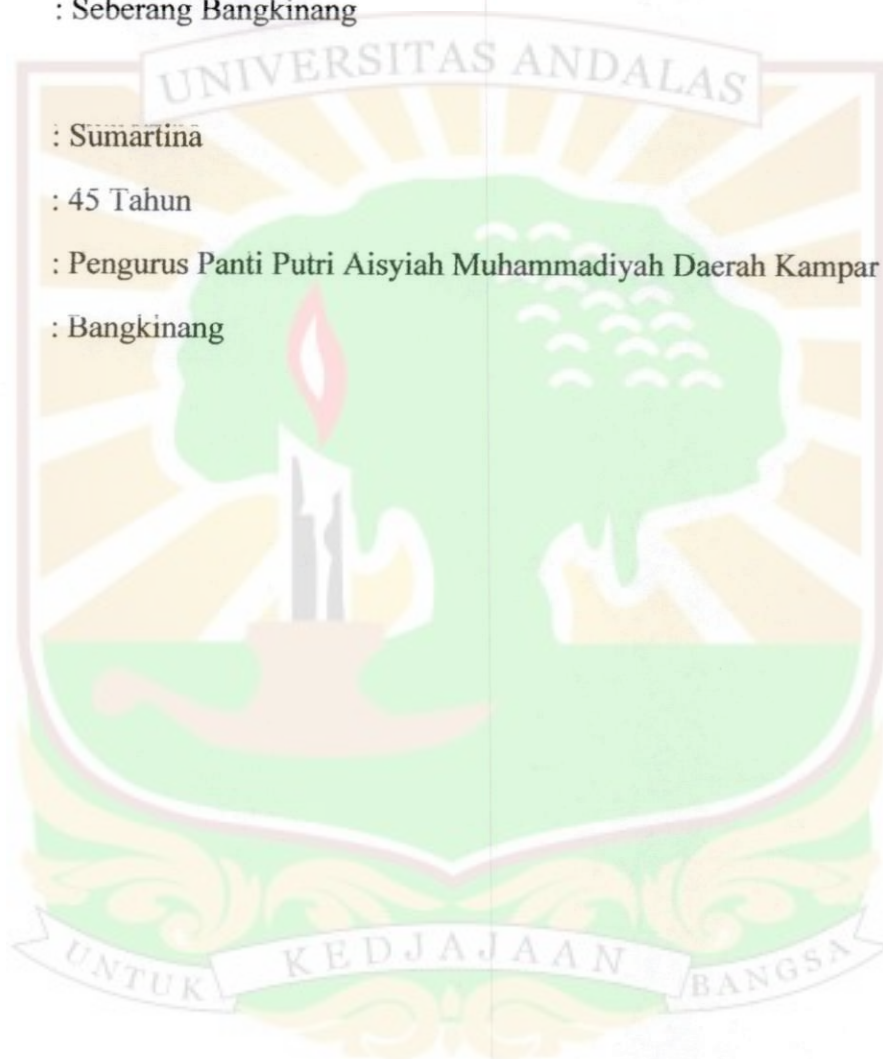 : Seberang Bangkinang
UNIVERSITAS ANDALAS
: Sumartina
: 45 Tahun
: Pengurus Panti Putri Aisyiah Muhammadiyah Daerah Kampar
: Bangkinang
UNTUK KEDJAJAAN BANGSA